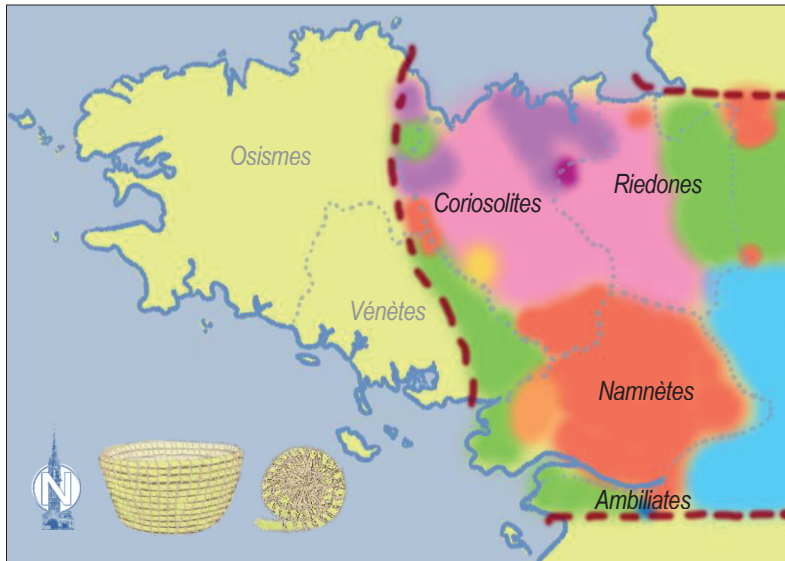 Osismes
Riedones
Coriosolites
Vénètes
Namnètes
Ambiliates
N